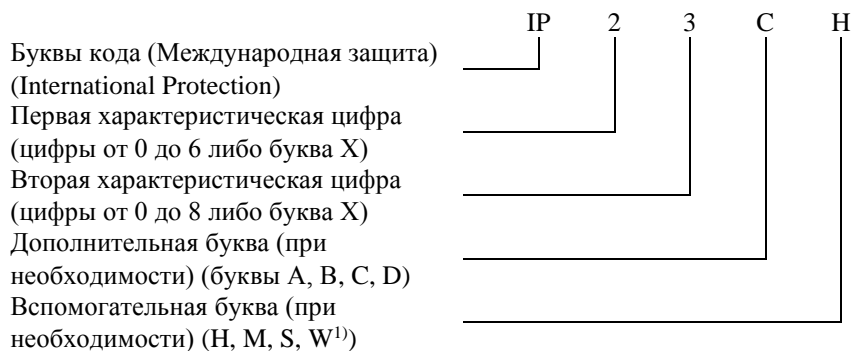 IP 2 3 C H
Буквы кода (Международная защита)
(International Protection)
Первая характеристическая цифра
(цифры от 0 до 6 либо буква X)
Вторая характеристическая цифра
(цифры от 0 до 8 либо буква X)
Дополнительная буква (при
необходимости) (буквы A, B, C, D)
Вспомогательная буква (при
необходимости) (H, M, S, W¹⁾)